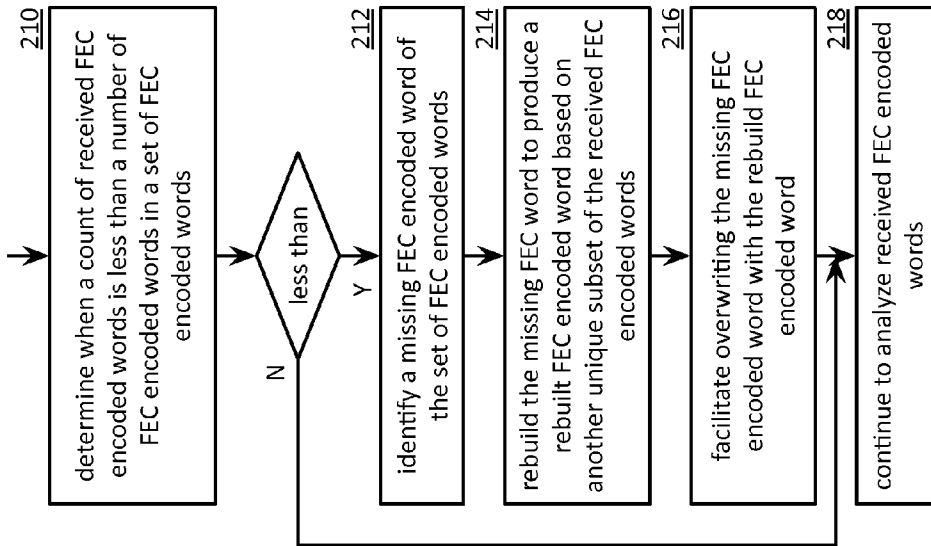 210
determine when a count of received FEC
encoded words is less than a number of
FEC encoded words in a set of FEC
encoded words
less than
N
Y
212
identify a missing FEC encoded word of
the set of FEC encoded words
214
rebuild the missing FEC word to produce a
rebuilt FEC encoded word based on
another unique subset of the received FEC
encoded words
216
facilitate overwriting the missing FEC
encoded word with the rebuild FEC
encoded word
218
continue to analyze received FEC encoded
words